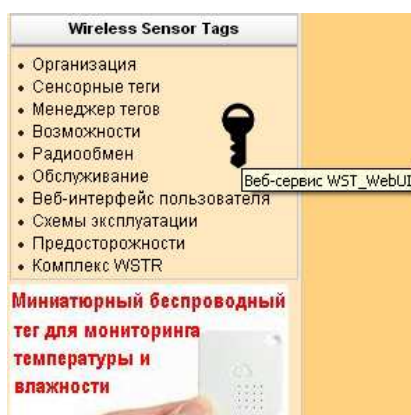 Wireless Sensor Tags
Организация
Сенсорные теги
Менеджер тегов
Возможности
Радиообмен
Обслуживание
Веб-сервис WST_WebUI
Веб-интерфейс пользователя
Схемы эксплуатации
Предосторожности
Комплекс WSTR
Миниатюрный беспроводный
тег для мониторинга
температуры и
влажности